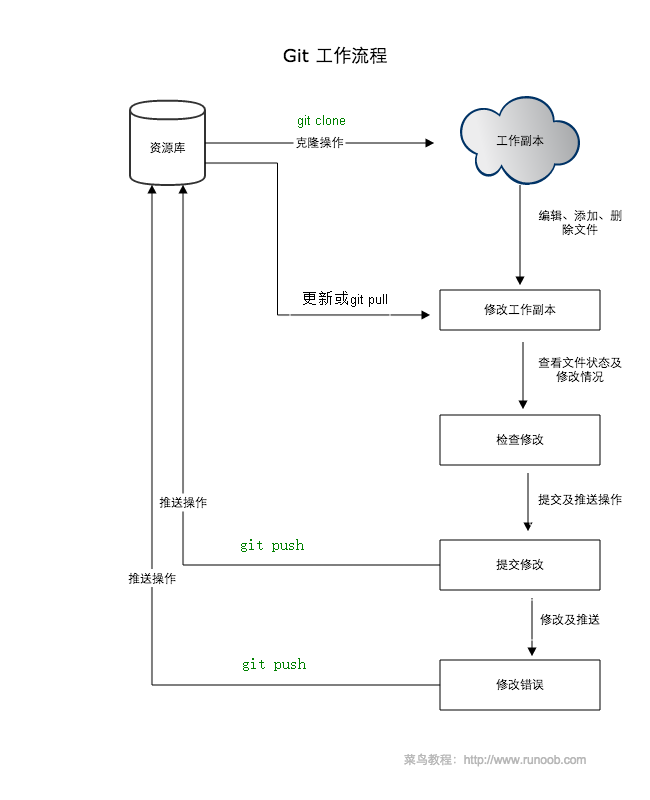 Git 工作流程
git clone
资源库
克隆操作
工作副本
编辑、添加、删
除文件
更新或git pull
修改工作副本
查看文件状态及
修改情况
检查修改
推送操作
提交及推送操作
git push
提交修改
推送操作
修改及推送
git push
修改错误
菜鸟教程：http://www.runoob.com